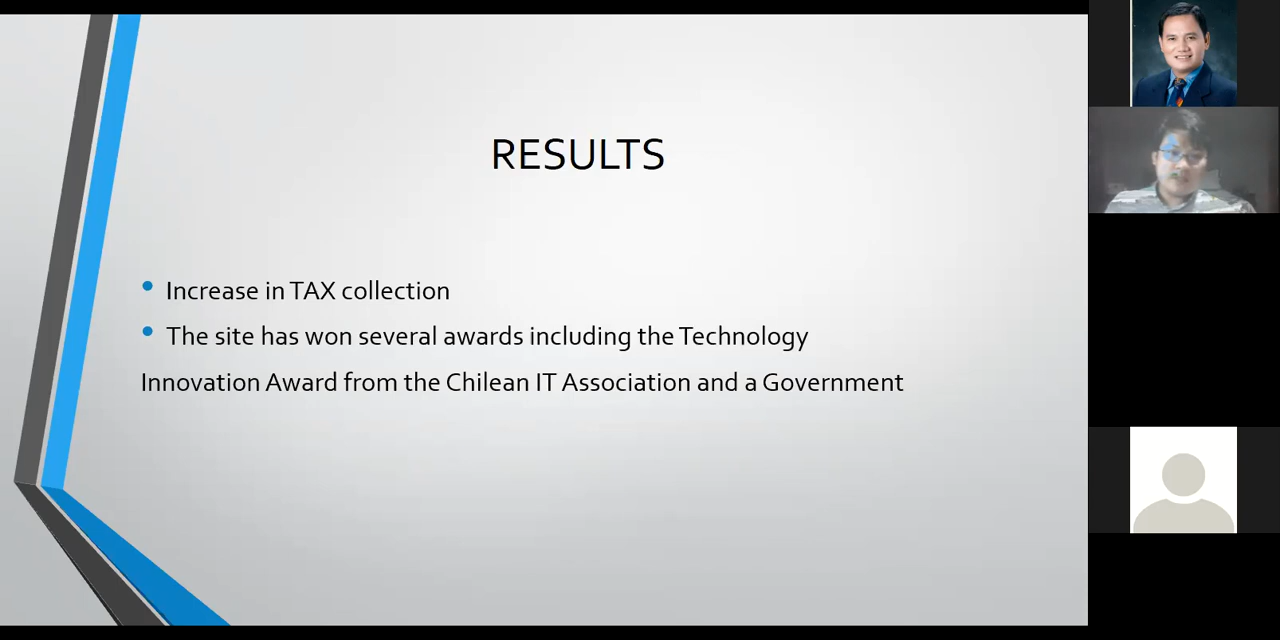 RESULTS
• Increase in TAX collection
• The site has won several awards including the Technology
Innovation Award from the Chilean IT Association and a Government